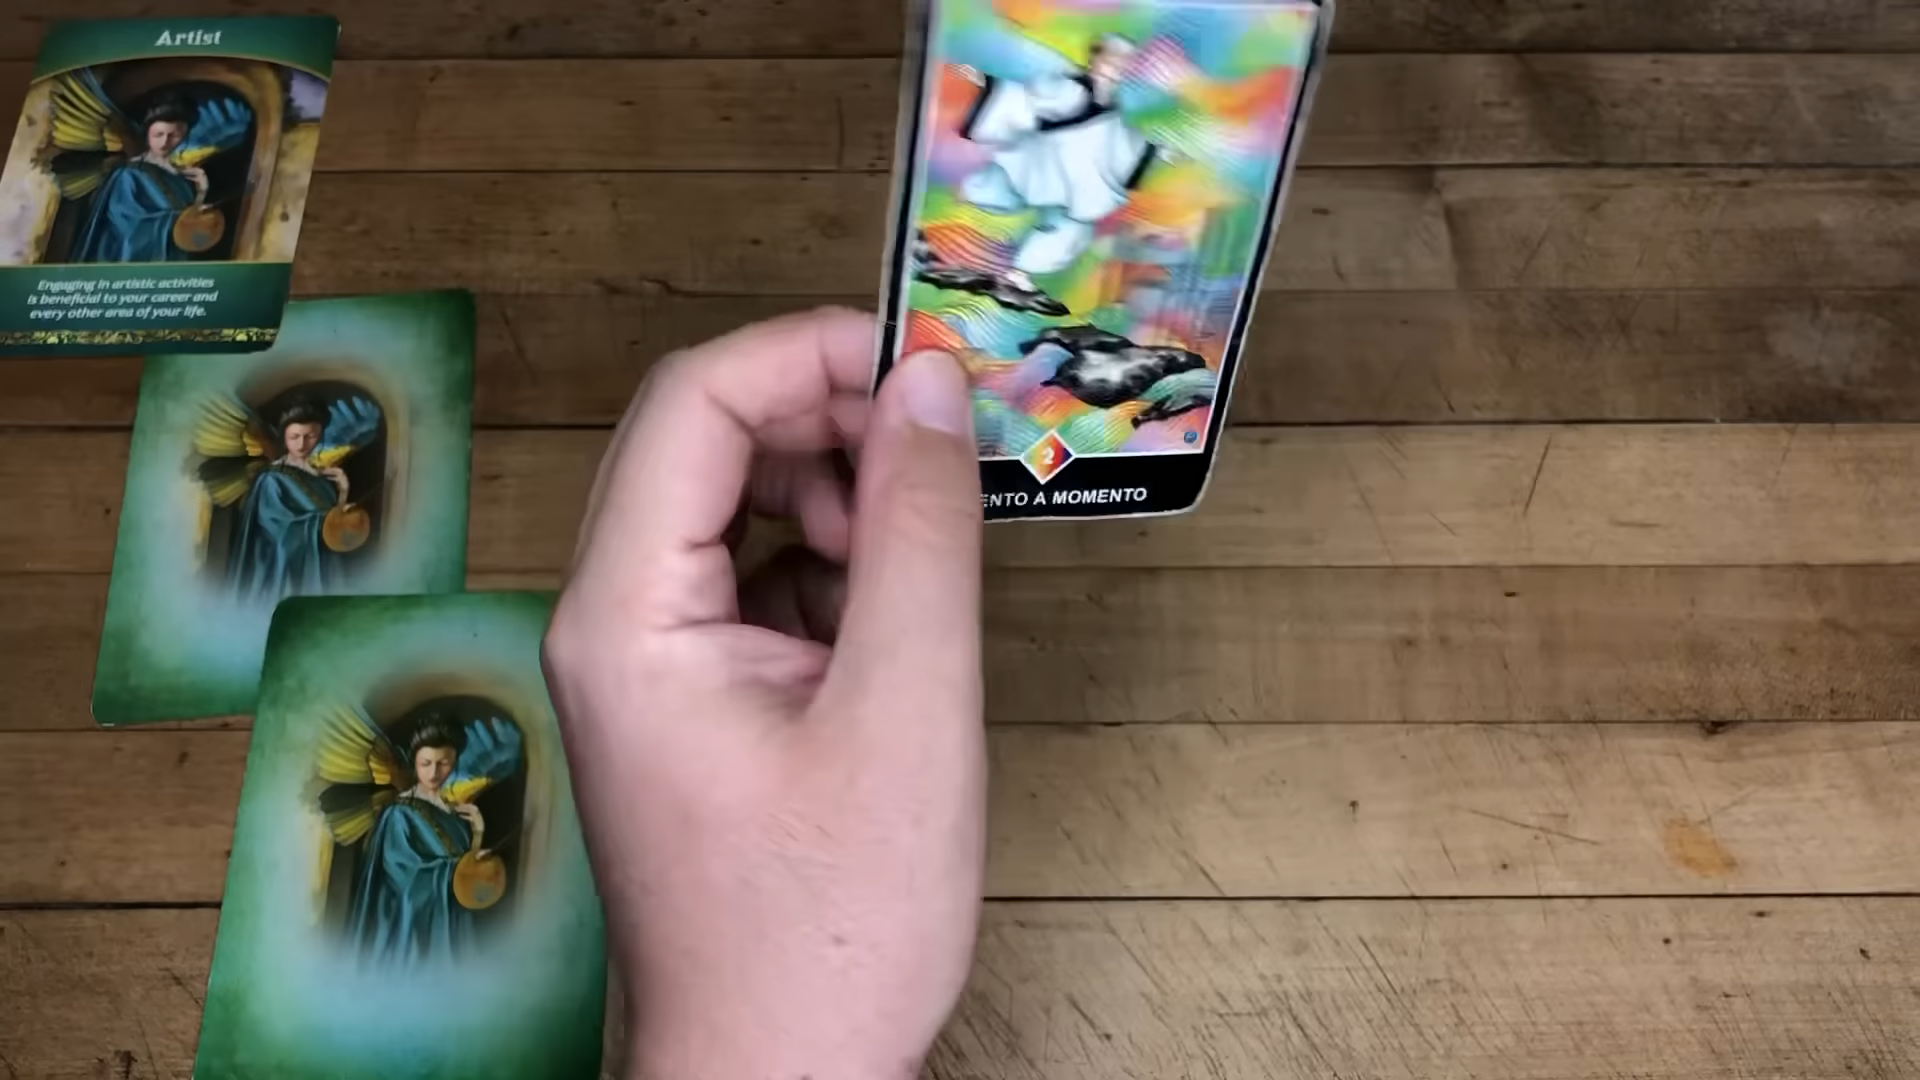 Artist
Engaging in artistic activities
is beneficial to your career and
every other area of your life.
2
ENTO A MOMENTO